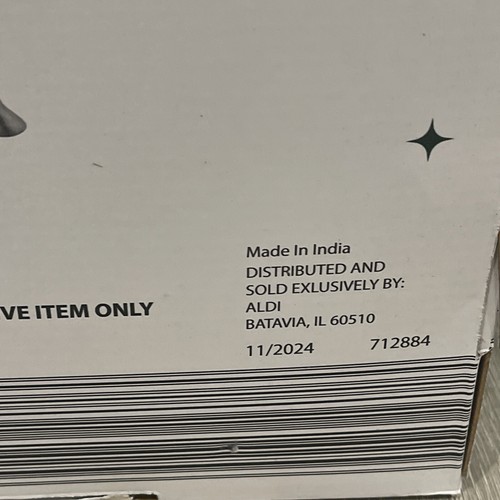 Made In India
DISTRIBUTED AND
SOLD EXLUSIVELY BY:
ALDI
BATAVIA, IL 60510
VE ITEM ONLY
11/2024 712884